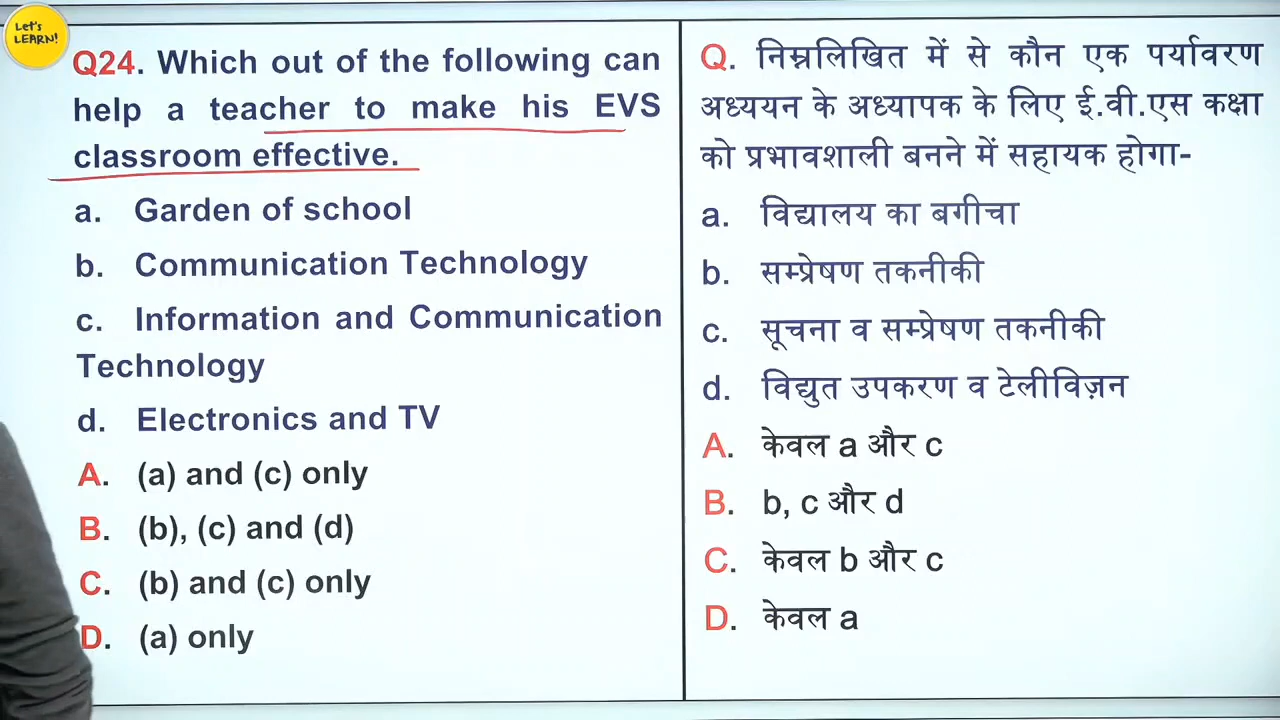 Let's
LEARN!
Q24. Which out of the following can
help a teacher to make his EVS
classroom effective.
a. Garden of school
b. Communication Technology
c. Information and Communication
Technology
d. Electronics and TV
A. (a) and (c) only
B. (b), (c) and (d)
C. (b) and (c) only
D. (a) only
Q. निम्नलिखित में से कौन एक पर्यावरण
अध्ययन के अध्यापक के लिए ई.वी.एस कक्षा
को प्रभावशाली बनने में सहायक होगा-
a. विद्यालय का बगीचा
b. सम्प्रेषण तकनीकी
c. सूचना व सम्प्रेषण तकनीकी
d. विद्युत उपकरण व टेलीविज़न
A. केवल a और c
B. b, c और d
C. केवल b और c
D. केवल a